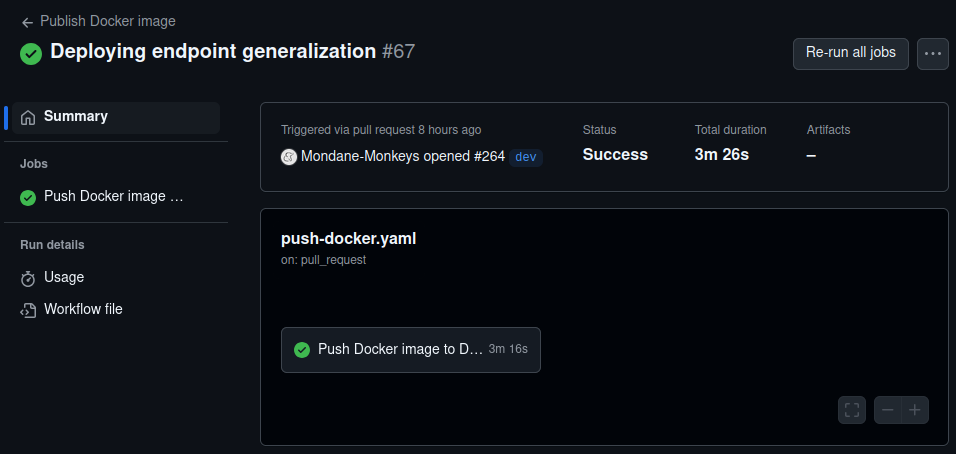 ← Publish Docker image
Deploying endpoint generalization #67
Re-run all jobs
...
Summary
Jobs
Push Docker image ...
Run details
Usage
Workflow file
Triggered via pull request 8 hours ago
Mondane-Monkeys opened #264 dev
Status
Success
Total duration
3m 26s
Artifacts
–
push-docker.yaml
on: pull_request
Push Docker image to D... 3m 16s